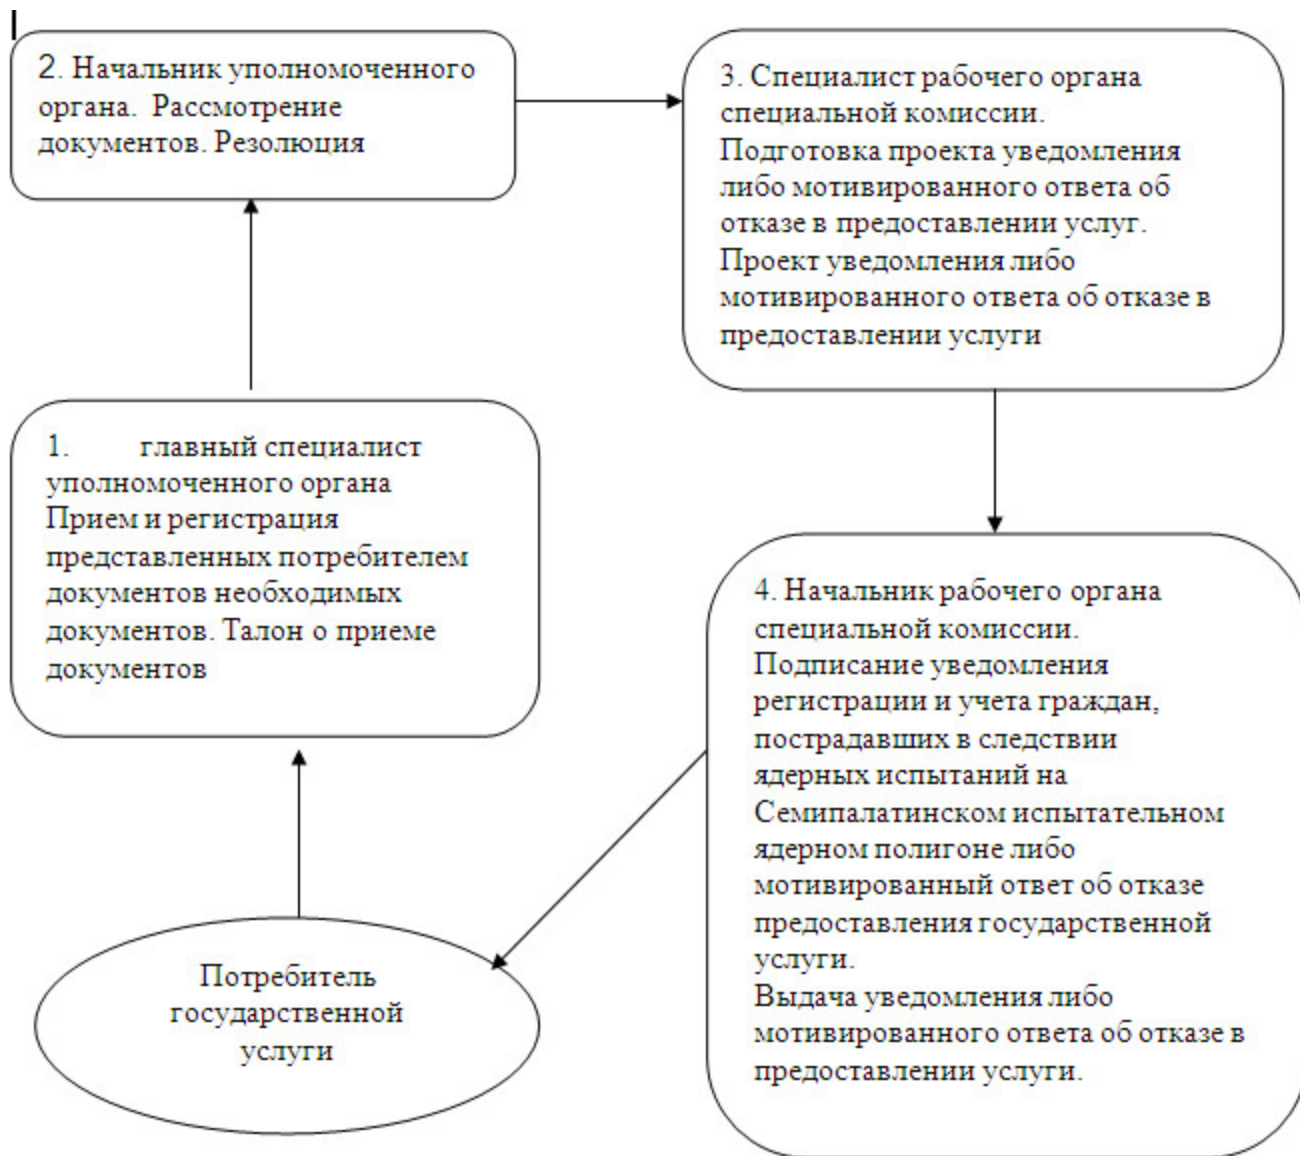 2. Начальник уполномоченного
органа. Рассмотрение
документов. Резолюция
3. Специалист рабочего органа
специальной комиссии.
Подготовка проекта уведомления
либо мотивированного ответа об
отказе в предоставлении услуг.
Проект уведомления либо
мотивированного ответа об отказе в
предоставлении услуги
1. главный специалист
уполномоченного органа
Прием и регистрация
представленных потребителем
документов необходимых
документов. Талон о приеме
документов
4. Начальник рабочего органа
специальной комиссии.
Подписание уведомления
регистрации и учета граждан,
пострадавших в следствии
ядерных испытаний на
Семипалатинском испытательном
ядерном полигоне либо
мотивированный ответ об отказе
предоставления государственной
услуги.
Выдача уведомления либо
мотивированного ответа об отказе в
предоставлении услуги.
Потребитель
государственной
услуги